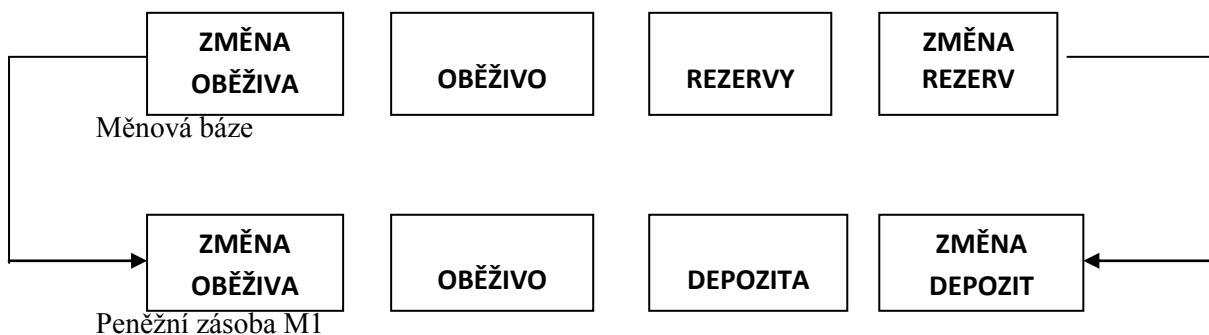 ZMĚNA
OBĚŽIVA
OBĚŽIVO
REZERVY
ZMĚNA
REZERV
Měnová báze
ZMĚNA
OBĚŽIVA
OBĚŽIVO
DEPOZITA
ZMĚNA
DEPOZIT
Peněžní zásoba M1